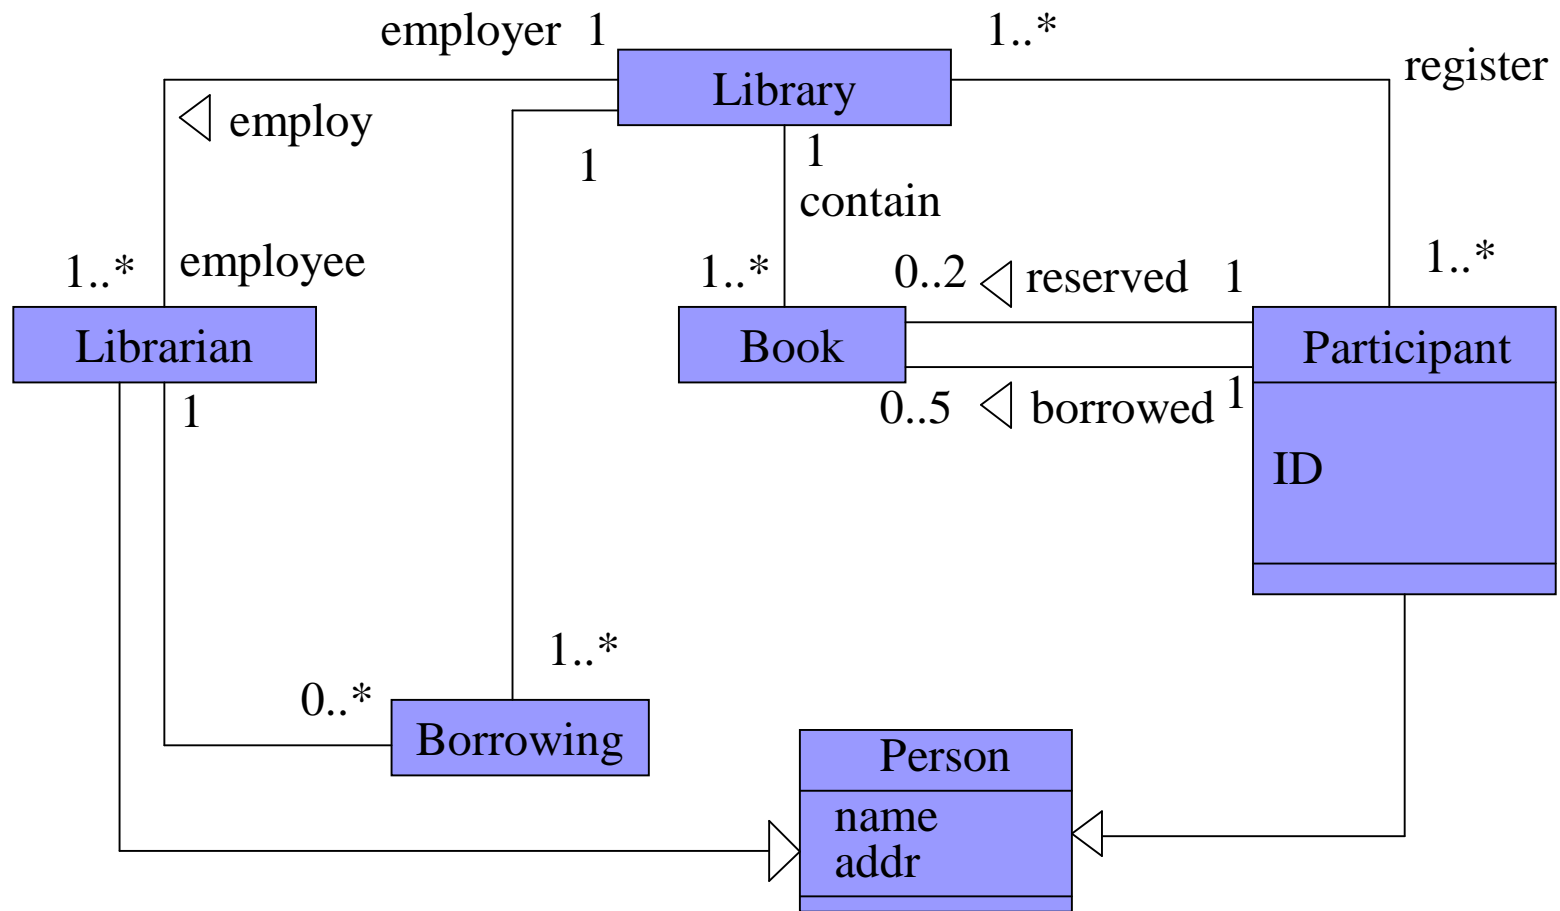 employer 1
1..*
Library
register
employ
1
1
contain
1..*
employee
1..*
0..2
reserved
1
1..*
Librarian
Book
Participant
1
0..5
borrowed
1
ID
1..*
0..*
Borrowing
Person
name
addr